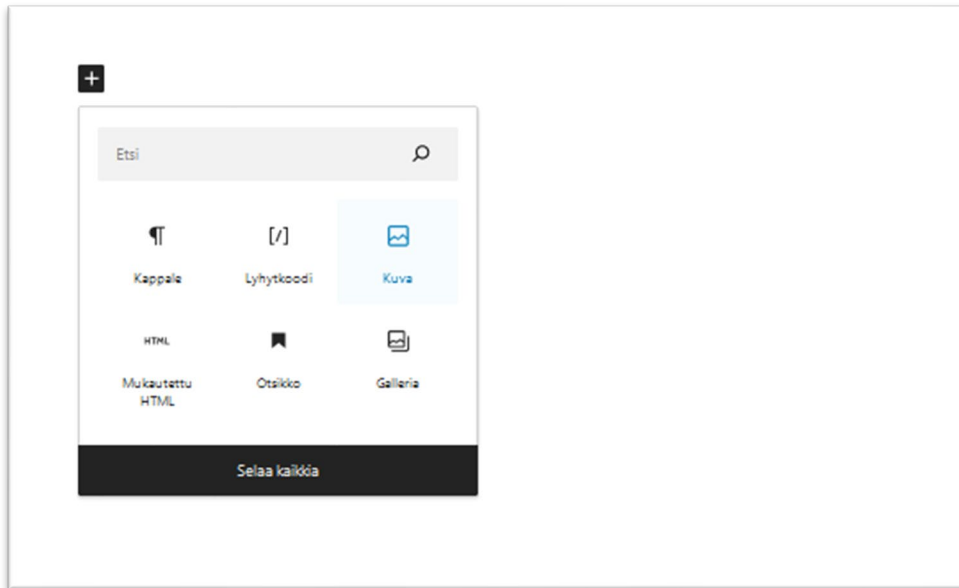 Etsi
Kappale
[/]
Lyhytkoodi
Kuva
HTML
Mukautettu
HTML
Otsikko
Galleria
Selaa kaikkia